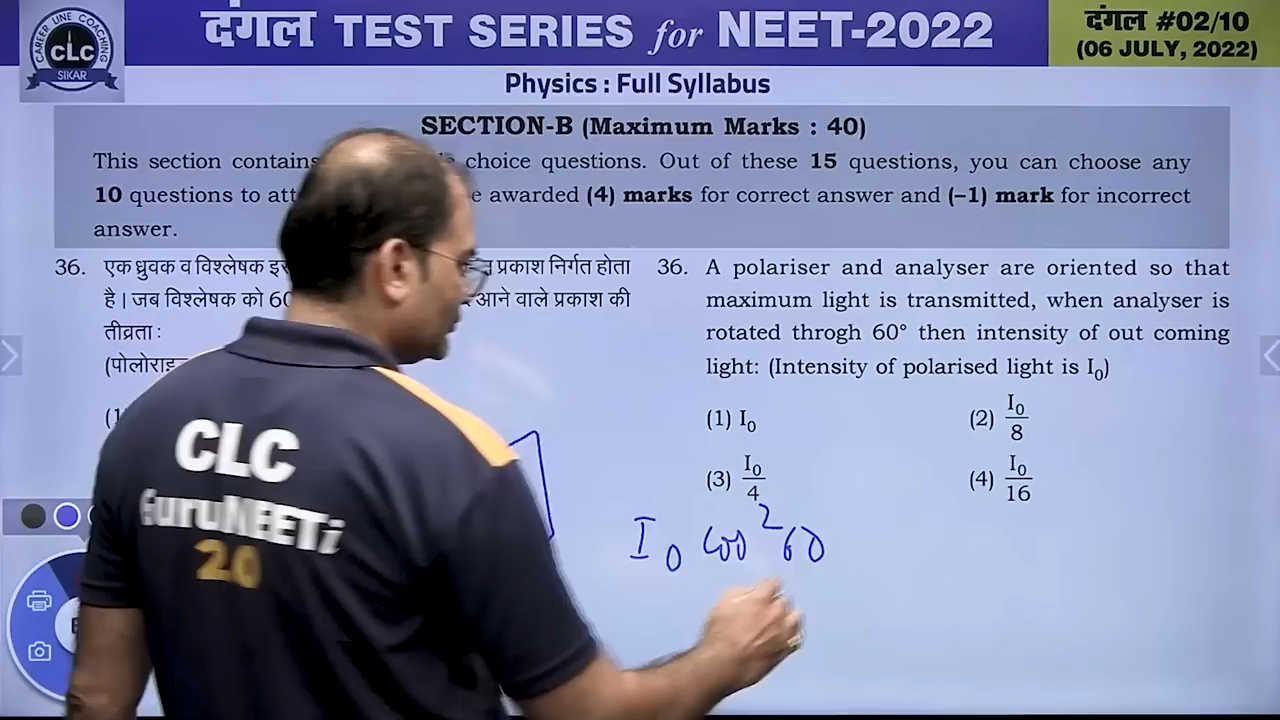 दंगल TEST SERIES for NEET-2022
दंगल #02/10
(06 JULY, 2022)
CAREER LINE COACHING
CLC
SIKAR
Physics : Full Syllabus
SECTION-B (Maximum Marks : 40)
This section contains choice questions. Out of these 15 questions, you can choose any
10 questions to awarded (4) marks for correct answer and (–1) mark for incorrect
answer.
36. एक ध्रुवक व विश्लेषक प्रकाश निर्गत होता
है। जब विश्लेषक को आने वाले प्रकाश की
तीव्रता :
36. A polariser and analyser are oriented so that
maximum light is transmitted, when analyser is
rotated throgh 60° then intensity of out coming
light: (Intensity of polarised light is I₀)
(1) I₀
(2) I₀/8
(3) I₀/4
(4) I₀/16
I₀ cos² 60
CLC
GuruNEETi
2.0